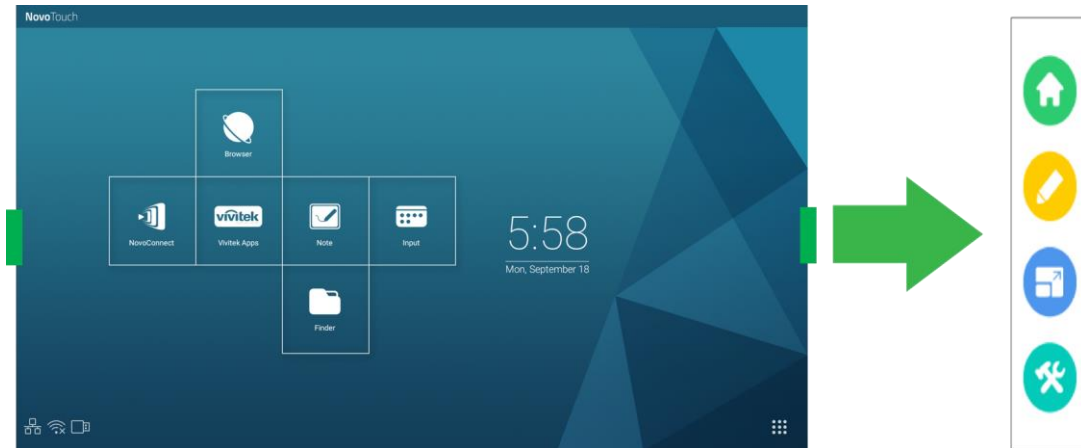 NovoTouch
Browser
NovoConnect
vivitek
Vivitek Apps
Note
Input
5:58
Mon, September 18
Finder